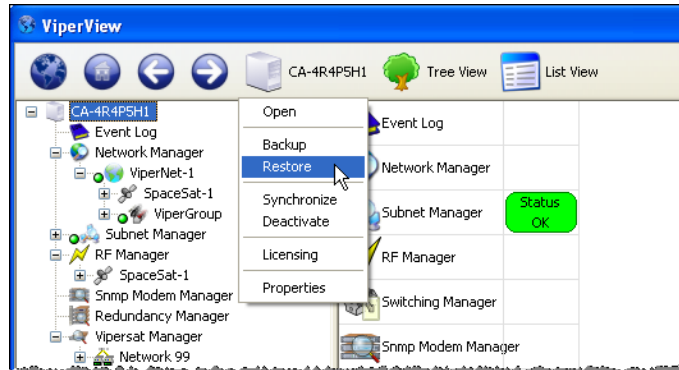 ViperView
CA-4R4P5H1
Tree View
List View
CA-4R4P5H1
Event Log
Network Manager
ViperNet-1
SpaceSat-1
ViperGroup
Subnet Manager
RF Manager
SpaceSat-1
Snmp Modem Manager
Redundancy Manager
Vipersat Manager
Network 99
Open
Backup
Restore
Synchronize
Deactivate
Licensing
Properties
Event Log
Network Manager
Subnet Manager
Status
OK
RF Manager
Switching Manager
Snmp Modem Manager